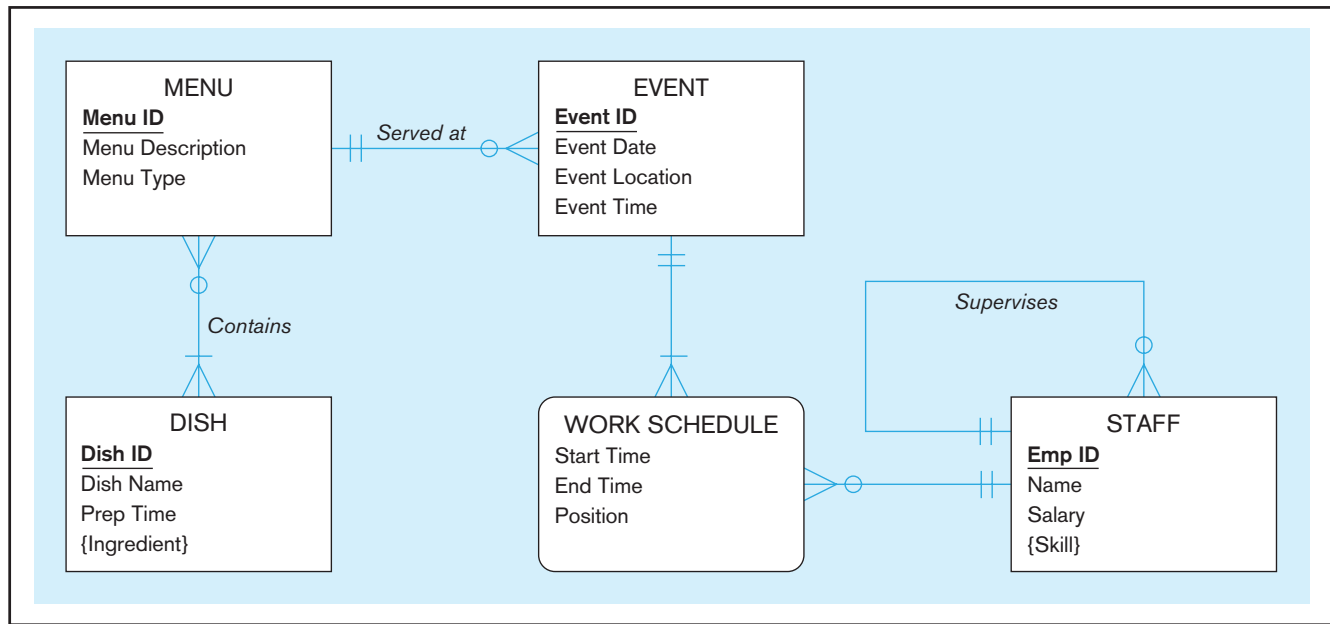 MENU
Menu ID
Menu Description
Menu Type
Served at
EVENT
Event ID
Event Date
Event Location
Event Time
Contains
Supervises
DISH
Dish ID
Dish Name
Prep Time
{Ingredient}
WORK SCHEDULE
Start Time
End Time
Position
STAFF
Emp ID
Name
Salary
{Skill}